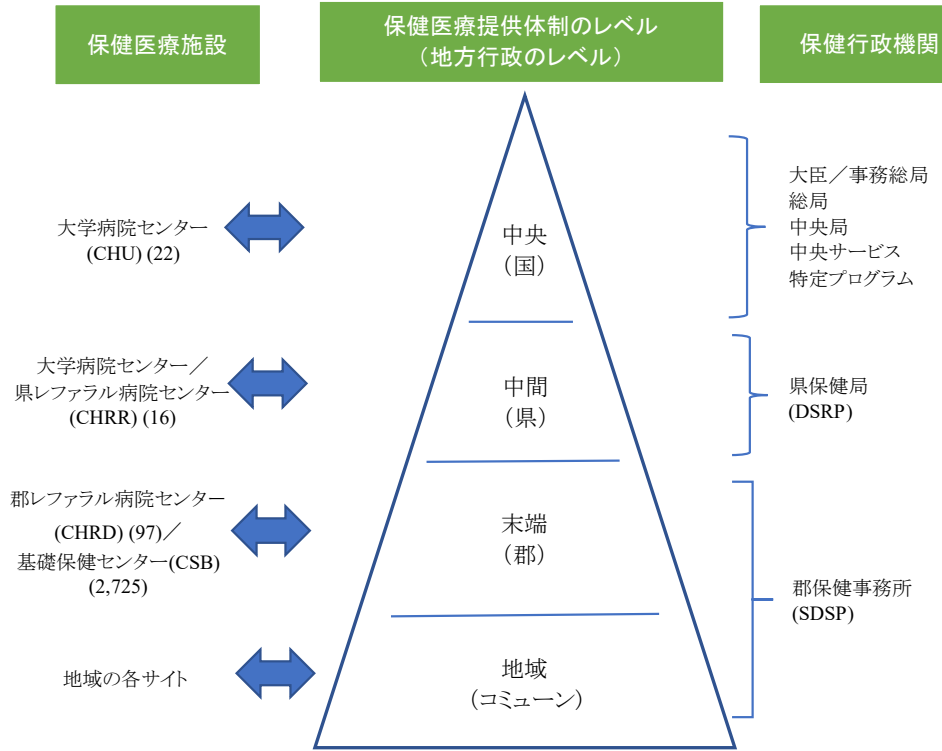 保健医療施設
保健医療提供体制のレベル
（地方行政のレベル）
保健行政機関
大学病院センター
(CHU) (22)
中央
（国）
大臣／事務総局
総局
中央局
中央サービス
特定プログラム
大学病院センター／
県レファラル病院センター
(CHRR) (16)
中間
（県）
県保健局
(DSRP)
郡レファラル病院センター
(CHRD) (97)／
基礎保健センター(CSB)
(2,725)
末端
（郡）
郡保健事務所
(SDSP)
地域の各サイト
地域
（コミューン）